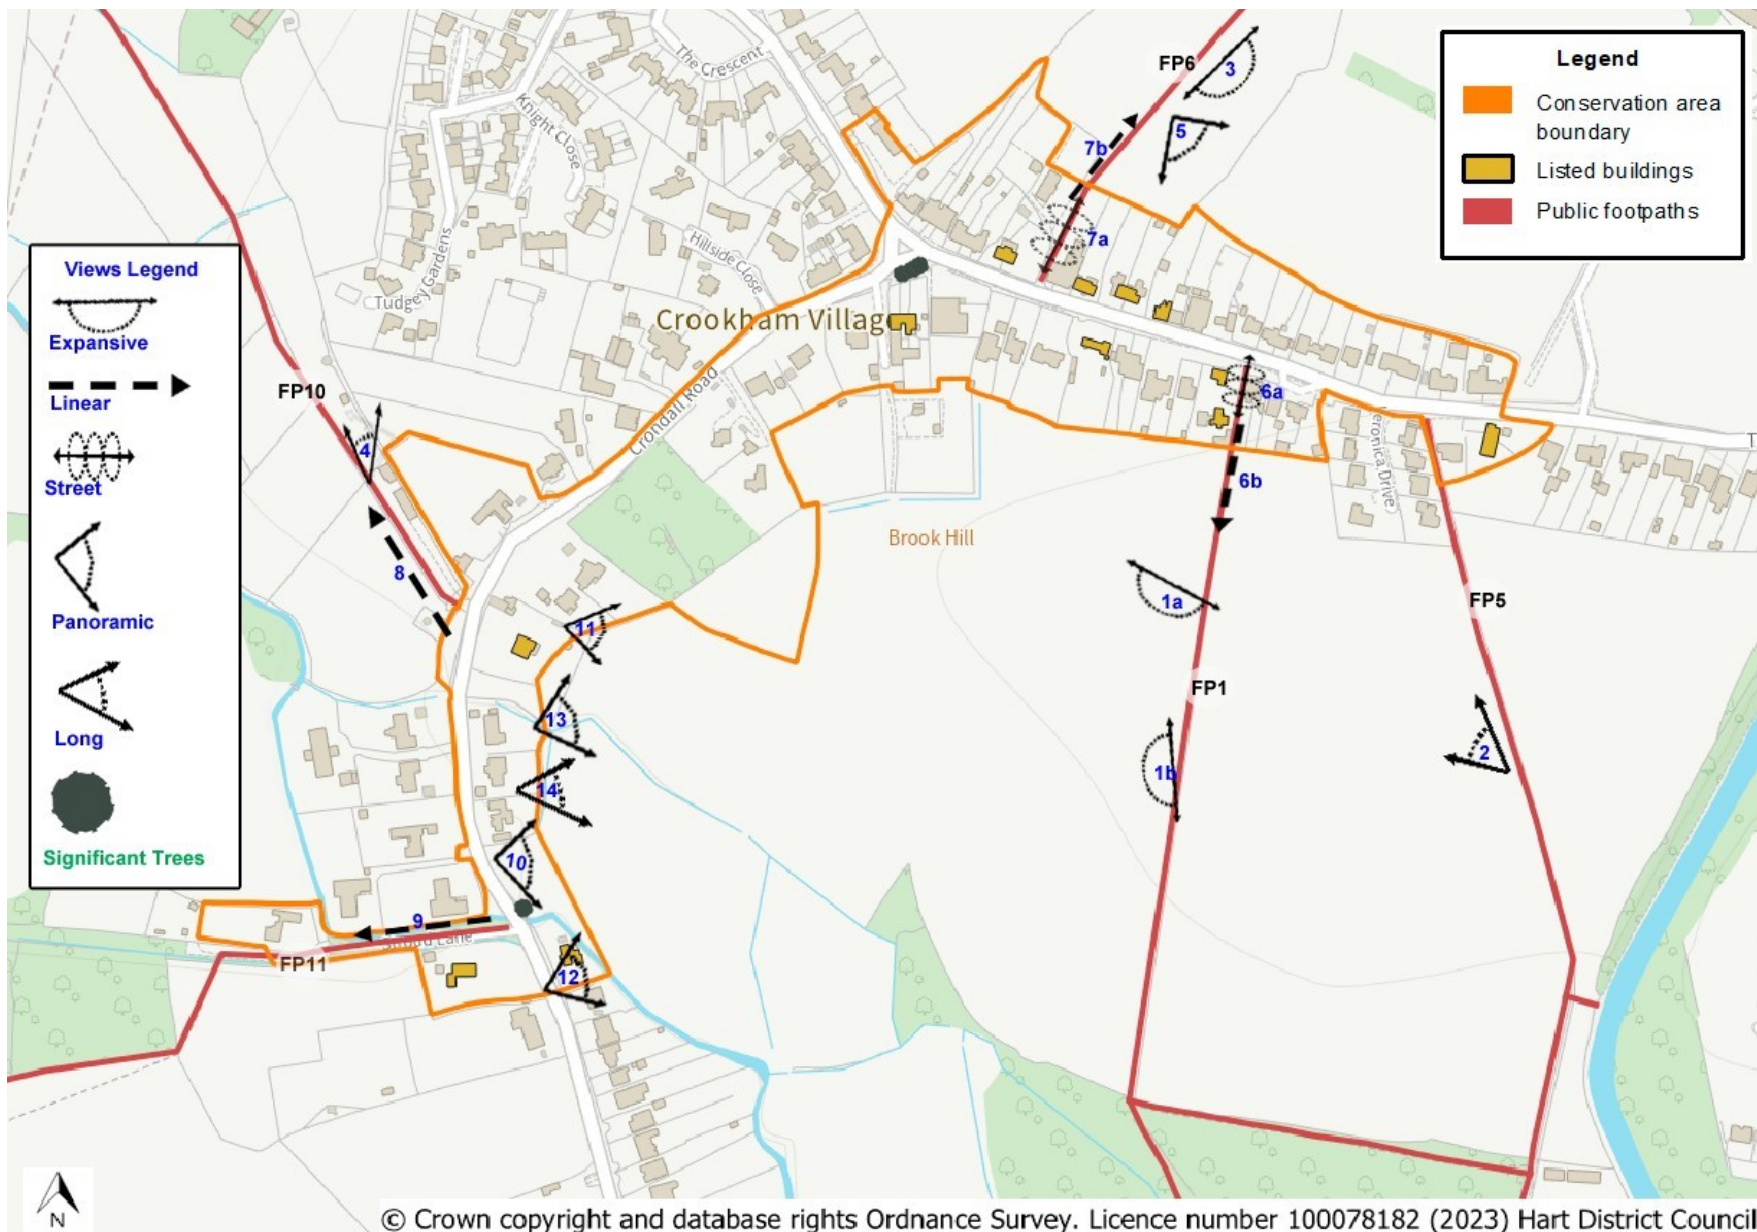 The Crescent
FP6
3
Legend
Conservation area
boundary
Listed buildings
Public footpaths
Knight Close
7b
5
Views Legend
Expansive
Linear
Street
Panoramic
Long
Significant Trees
Tudgey Gardens
Hillside Close
7a
Crookham Village
FP10
4
Crondall Road
6a
6b
eronica Drive
T
Brook Hill
8
1a
FP5
11
FP1
13
2
1b
14
10
9
FP11
12
N
© Crown copyright and database rights Ordnance Survey. Licence number 100078182 (2023) Hart District Council